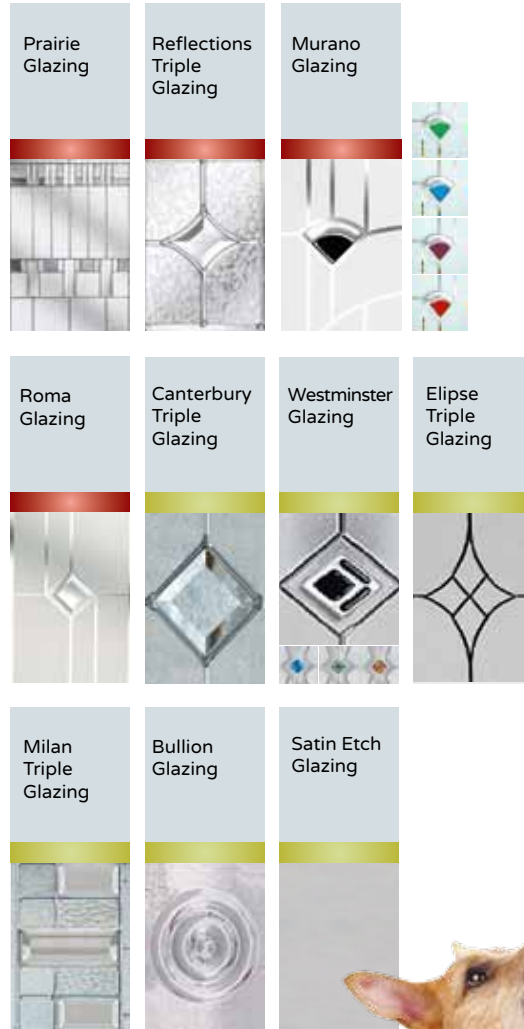 Prairie
Glazing
Reflections
Triple
Glazing
Murano
Glazing
Roma
Glazing
Canterbury
Triple
Glazing
Westminster
Glazing
Elipse
Triple
Glazing
Milan
Triple
Glazing
Bullion
Glazing
Satin Etch
Glazing